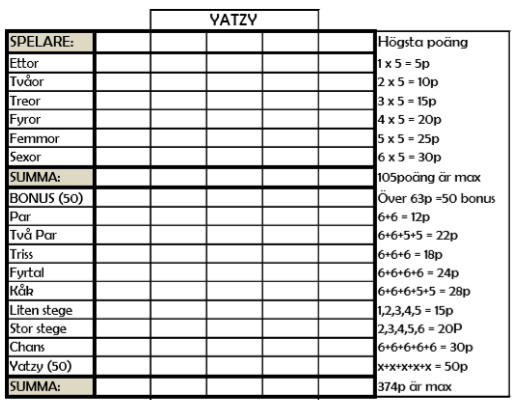 YATZY
SPELARE: Högsta poäng
Ettor 1 x 5 = 5p
Tvåor 2 x 5 = 10p
Treor 3 x 5 = 15p
Fyror 4 x 5 = 20p
Femmor 5 x 5 = 25p
Sexor 6 x 5 = 30p
SUMMA: 105poäng är max
BONUS (50) Över 63p =50 bonus
Par 6+6 = 12p
Två Par 6+6+5+5 = 22p
Triss 6+6+6 = 18p
Fyrtal 6+6+6+6 = 24p
Kåk 6+6+6+5+5 = 28p
Liten stege 1,2,3,4,5 = 15p
Stor stege 2,3,4,5,6 = 20P
Chans 6+6+6+6+6 = 30p
Yatzy (50) x+x+x+x+x = 50p
SUMMA: 374p är max